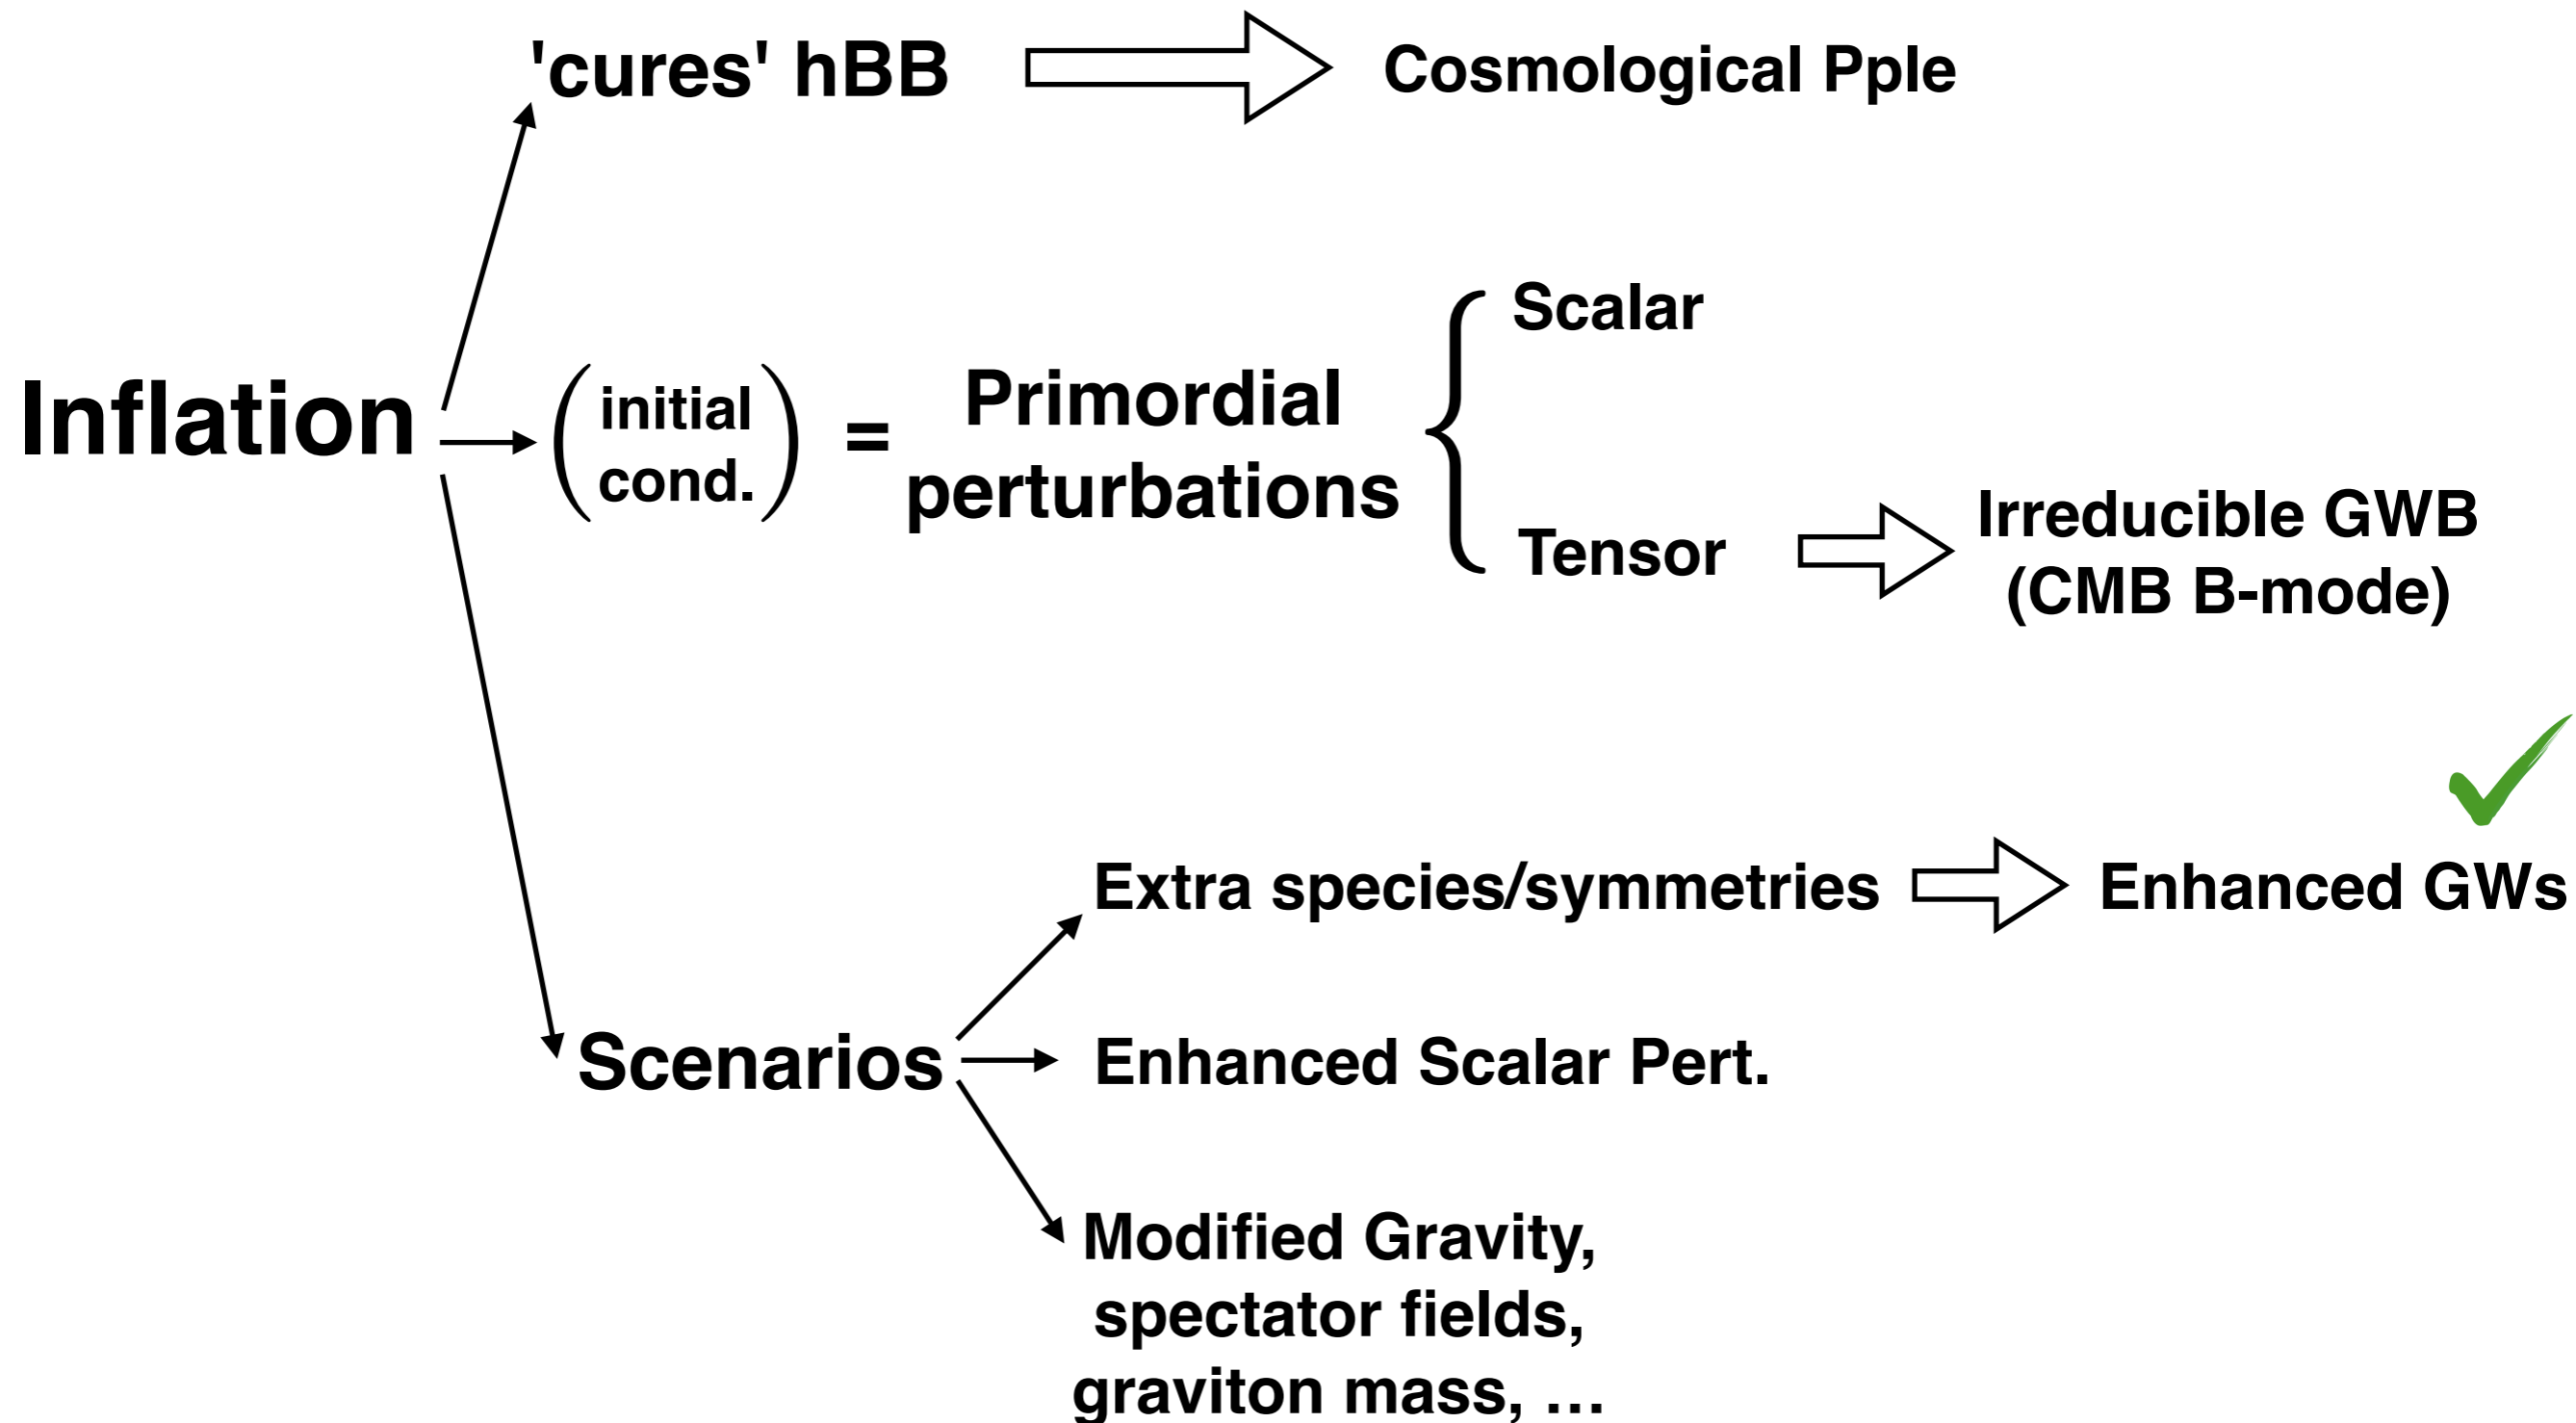 'cures' hBB
Cosmological Pple
Inflation
initial
cond.
=
Primordial
perturbations
Scalar
Tensor
Irreducible GWB
(CMB B-mode)
Scenarios
Extra species/symmetries
Enhanced GWs
Enhanced Scalar Pert.
Modified Gravity,
spectator fields,
graviton mass, …